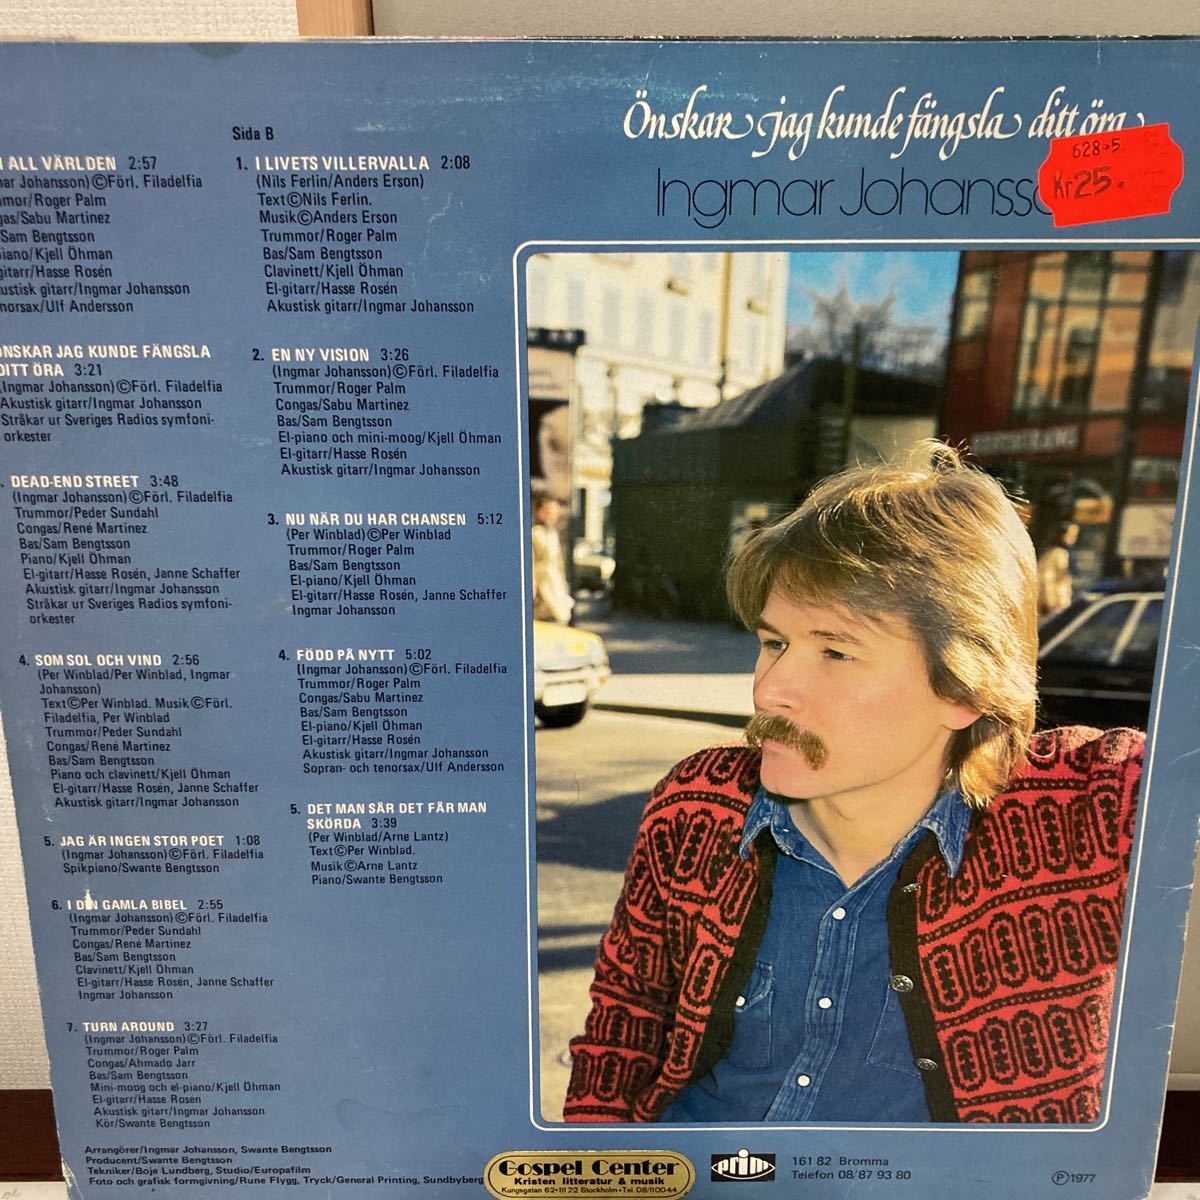 Önskar jag kunde fängsla ditt öra
Ingmar Johansso
628-5
Kr 25.
ALL VÄRLDEN 2:57
ar Johansson)©Förl. Filadelfia
mmor/Roger Palm
gas/Sabu Martinez
Sam Bengtsson
iano/Kjell Öhman
gitarr/Hasse Rosén
ustisk gitarr/Ingmar Johansson
norsax/Ulf Andersson
ÖNSKAR JAG KUNDE FÄNGSLA
DITT ÖRA 3:21
(Ingmar Johansson)©Förl. Filadelfia
Akustisk gitarr/Ingmar Johansson
Stråkar ur Sveriges Radios symfoni-
orkester
DEAD-END STREET 3:48
(Ingmar Johansson)©Förl. Filadelfia
Trummor/Peder Sundahl
Congas/René Martinez
Bas/Sam Bengtsson
Piano/Kjell Öhman
El-gitarr/Hasse Rosén, Janne Schaffer
Akustisk gitarr/Ingmar Johansson
Stråkar ur Sveriges Radios symfoni-
orkester
4. SOM SOL OCH VIND 2:56
(Per Winblad/Per Winblad, Ingmar
Johansson)
Text©Per Winblad. Musik©Förl.
Filadelfia, Per Winblad
Trummor/Peder Sundahl
Congas/René Martinez
Bas/Sam Bengtsson
Piano och clavinett/Kjell Öhman
El-gitarr/Hasse Rosén, Janne Schaffer
Akustisk gitarr/Ingmar Johansson
5. JAG ÄR INGEN STOR POET 1:08
(Ingmar Johansson)©Förl. Filadelfia
Spikpiano/Swante Bengtsson
6. I DIN GAMLA BIBEL 2:55
(Ingmar Johansson)©Förl. Filadelfia
Trummor/Peder Sundahl
Congas/René Martinez
Bas/Sam Bengtsson
Clavinett/Kjell Öhman
El-gitarr/Hasse Rosén, Janne Schaffer
Ingmar Johansson
7. TURN AROUND 3:27
(Ingmar Johansson)©Förl. Filadelfia
Trummor/Roger Palm
Congas/Ahmado Jarr
Bas/Sam Bengtsson
Mini-moog och el-piano/Kjell Öhman
El-gitarr/Hasse Rosén
Akustisk gitarr/Ingmar Johansson
Kör/Swante Bengtsson
Sida B
1. I LIVETS VILLERVALLA 2:08
(Nils Ferlin/Anders Erson)
Text©Nils Ferlin.
Musik©Anders Erson
Trummor/Roger Palm
Bas/Sam Bengtsson
Clavinett/Kjell Öhman
El-gitarr/Hasse Rosén
Akustisk gitarr/Ingmar Johansson
2. EN NY VISION 3:26
(Ingmar Johansson)©Förl. Filadelfia
Trummor/Roger Palm
Congas/Sabu Martinez
Bas/Sam Bengtsson
El-piano och mini-moog/Kjell Öhman
El-gitarr/Hasse Rosén
Akustisk gitarr/Ingmar Johansson
3. NU NÄR DU HAR CHANSEN 5:12
(Per Winblad)©Per Winblad
Trummor/Roger Palm
Bas/Sam Bengtsson
El-piano/Kjell Öhman
El-gitarr/Hasse Rosén, Janne Schaffer
Ingmar Johansson
4. FÖDD PÅ NYTT 5:02
(Ingmar Johansson)©Förl. Filadelfia
Trummor/Roger Palm
Congas/Sabu Martinez
Bas/Sam Bengtsson
El-piano/Kjell Öhman
El-gitarr/Hasse Rosén
Akustisk gitarr/Ingmar Johansson
Sopran- och tenorsax/Ulf Andersson
5. DET MAN SÅR DET FÅR MAN
SKÖRDA 3:39
(Per Winblad/Arne Lantz)
Text©Per Winblad.
Musik©Arne Lantz
Piano/Swante Bengtsson
Arrangörer/Ingmar Johansson, Swante Bengtsson
Producent/Swante Bengtsson
Tekniker/Boje Lundberg, Studio/Europafilm
Foto och grafisk formgivning/Rune Flygg, Tryck/General Printing, Sundbyberg
Gospel Center
Kristen litteratur & musik
Kungsgatan 62 · 111 22 Stockholm · Tel 08/110044
prim
161 82 Bromma
Telefon 08/87 93 80
Ⓟ1977